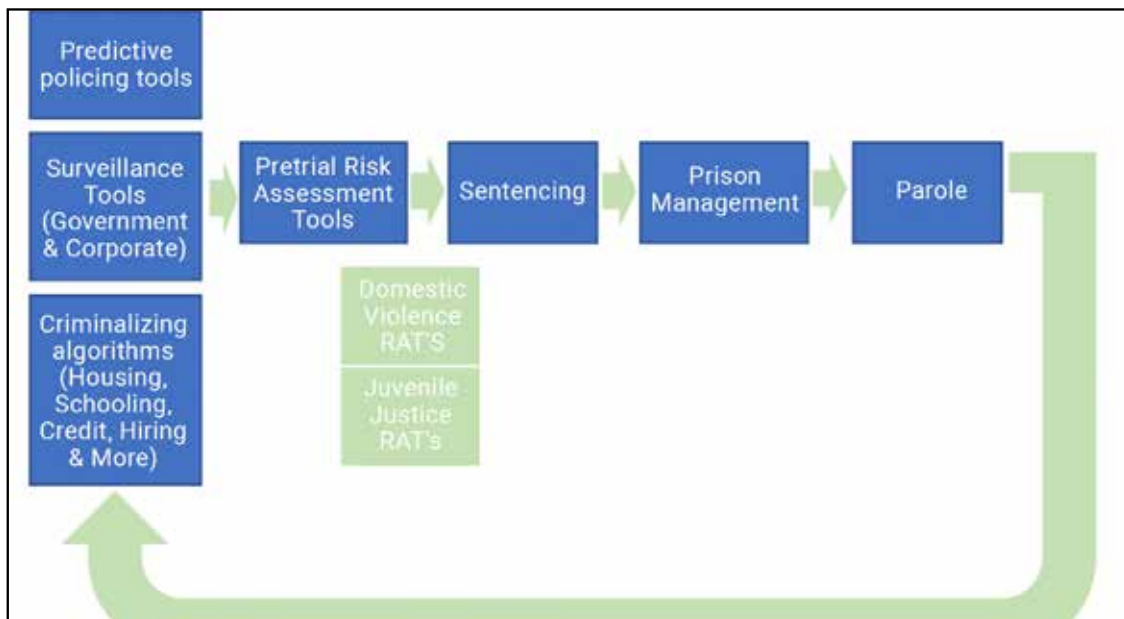 Predictive
policing tools
Surveillance
Tools
(Government
& Corporate)
Criminalizing
algorithms
(Housing,
Schooling,
Credit, Hiring
& More)
Pretrial Risk
Assessment
Tools
Sentencing
Prison
Management
Parole
Domestic
Violence
RAT'S
Juvenile
Justice
RAT's